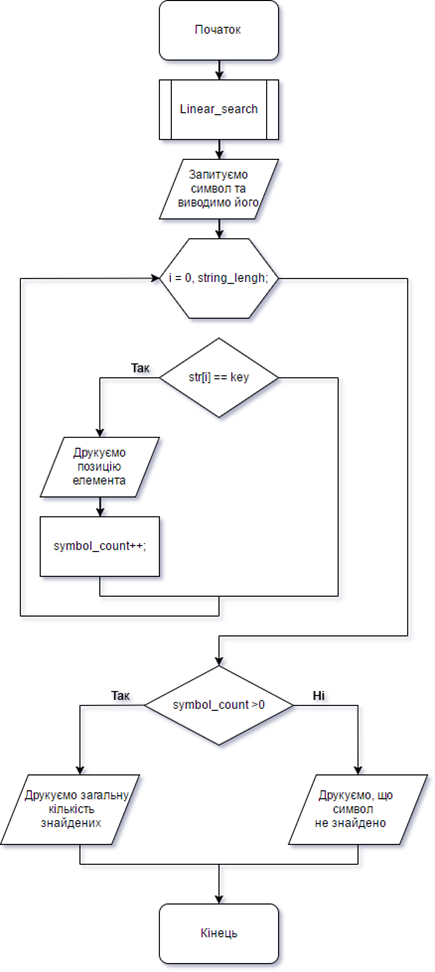 Початок
Linear_search
Запитуємо
символ та
виводимо його
i = 0, string_lengh;
Так
str[i] == key
Друкуємо
позицію
елемента
symbol_count++;
Так
symbol_count >0
Ні
Друкуємо загальну
кількість
знайдених
Друкуємо, що
символ
не знайдено
Кінець